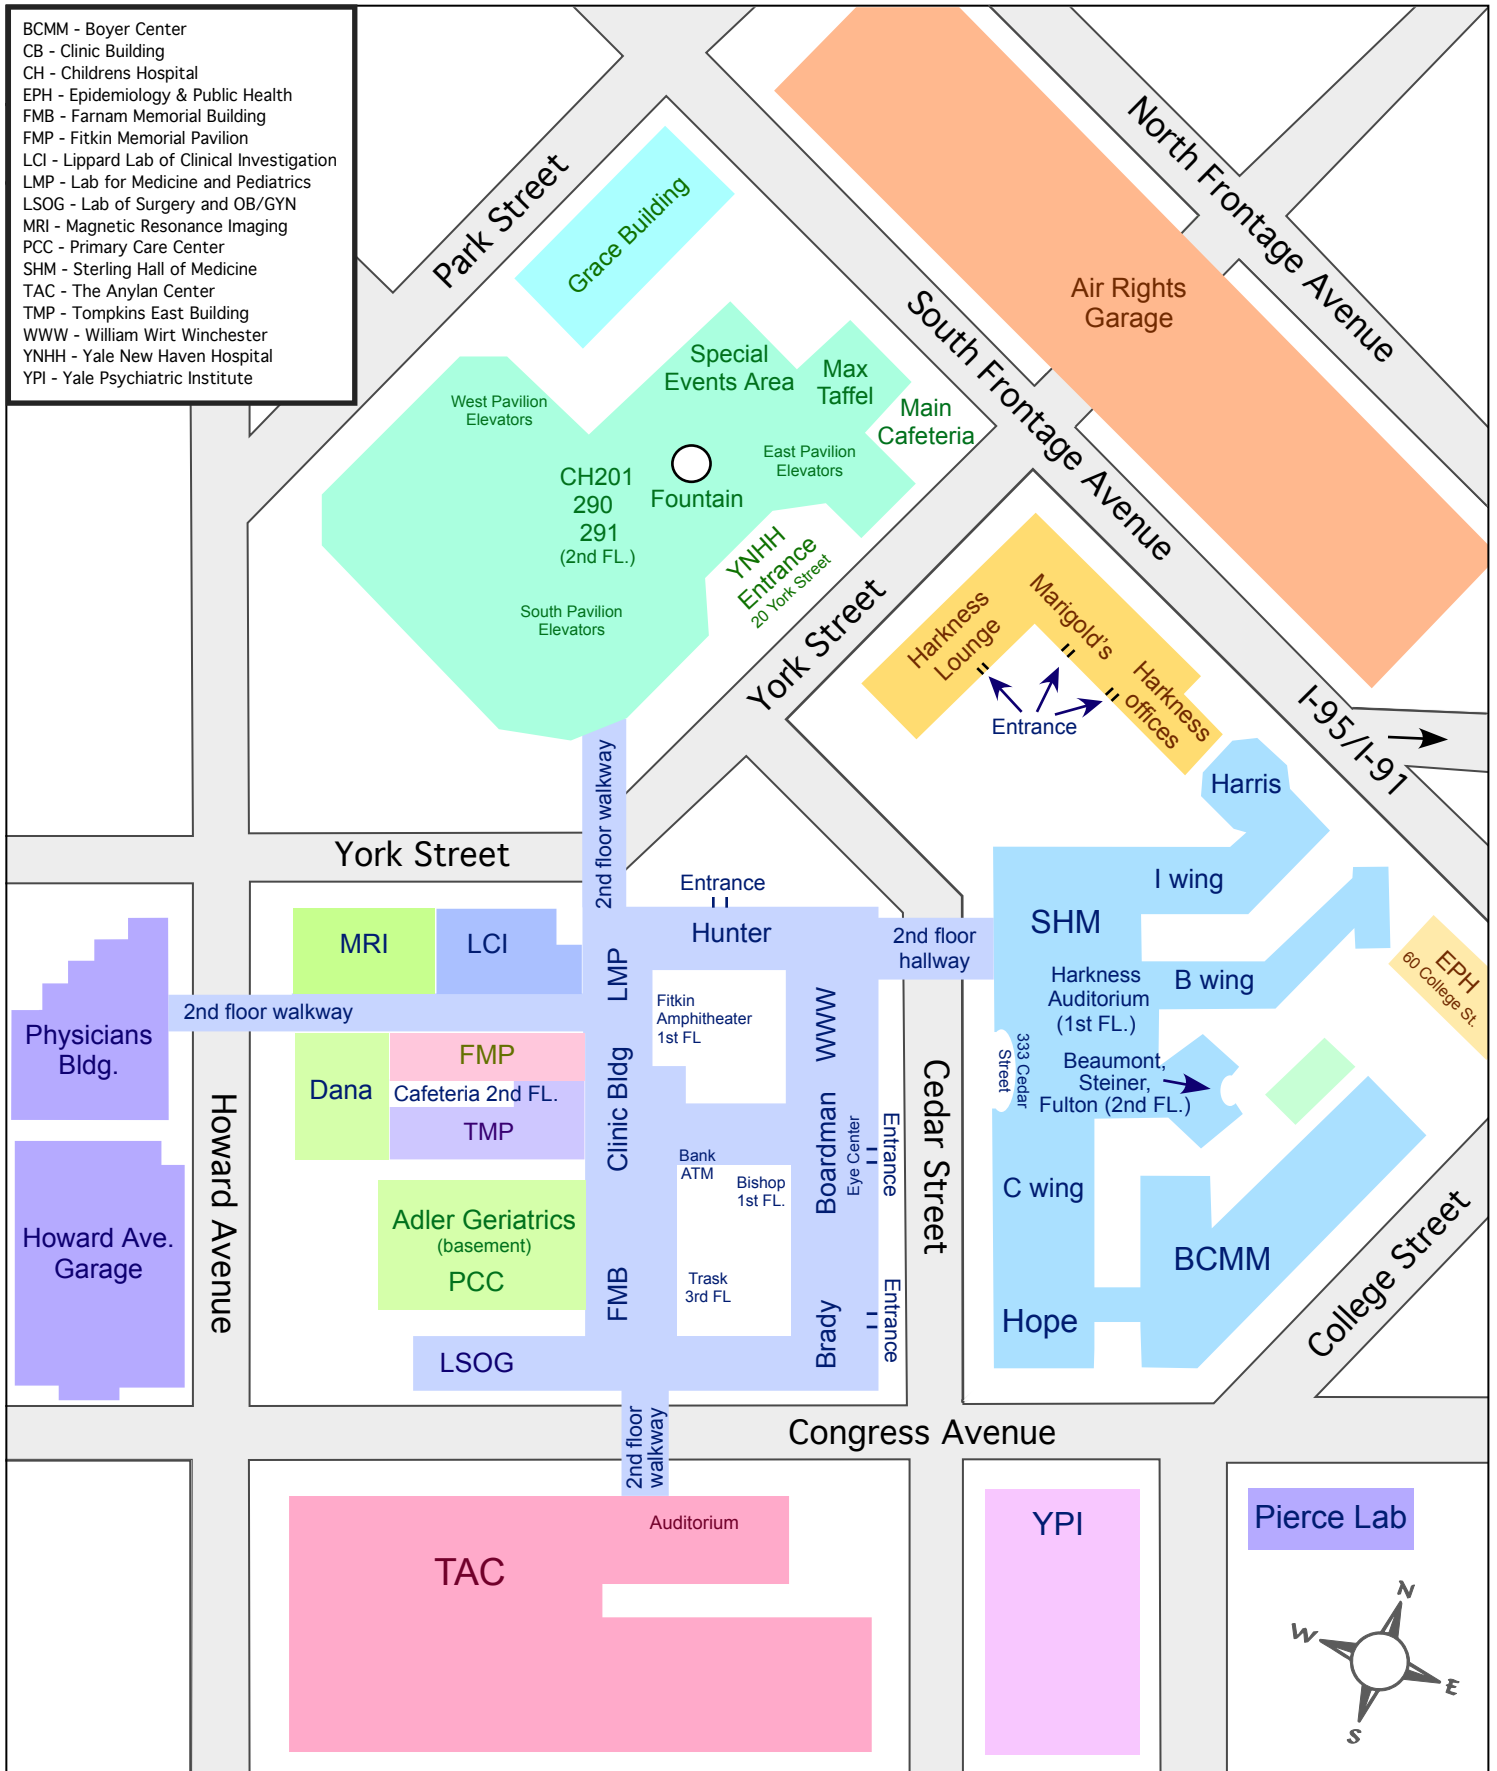 BCMM - Boyer Center
CB - Clinic Building
CH - Childrens Hospital
EPH - Epidemiology & Public Health
FMB - Farnam Memorial Building
FMP - Fitkin Memorial Pavilion
LCI - Lippard Lab of Clinical Investigation
LMP - Lab for Medicine and Pediatrics
LSOG - Lab of Surgery and OB/GYN
MRI - Magnetic Resonance Imaging
PCC - Primary Care Center
SHM - Sterling Hall of Medicine
TAC - The Anylan Center
TMP - Tompkins East Building
WWW - William Wirt Winchester
YNHH - Yale New Haven Hospital
YPI - Yale Psychiatric Institute
North Frontage Avenue
Park Street
Grace Building
Air Rights
Garage
South Frontage Avenue
Special
Events Area
Max
Taffel
Main
Cafeteria
West Pavilion
Elevators
East Pavilion
Elevators
CH201
290
291
(2nd FL.)
Fountain
YNHH
Entrance
20 York Street
South Pavilion
Elevators
York Street
Harkness
Lounge
Marigold's
Harkness
offices
Entrance
I-95/I-91
Harris
2nd floor walkway
York Street
Entrance
Hunter
2nd floor
hallway
I wing
SHM
MRI
LCI
LMP
Harkness
Auditorium
(1st FL.)
B wing
EPH
60 College St.
2nd floor walkway
Fitkin
Amphitheater
1st FL
WWW
Physicians
Bldg.
FMP
Dana
Cafeteria 2nd FL.
TMP
Clinic Bldg
333 Cedar
Street
Beaumont,
Steiner,
Fulton (2nd FL.)
Cedar Street
Howard Avenue
Bank
ATM
Bishop
1st FL.
Boardman
Eye Center
Entrance
C wing
Adler Geriatrics
(basement)
PCC
Howard Ave.
Garage
BCMM
College Street
FMB
Trask
3rd FL
Brady
Entrance
Hope
LSOG
2nd floor
walkway
Congress Avenue
Auditorium
TAC
YPI
Pierce Lab
N
W
E
S